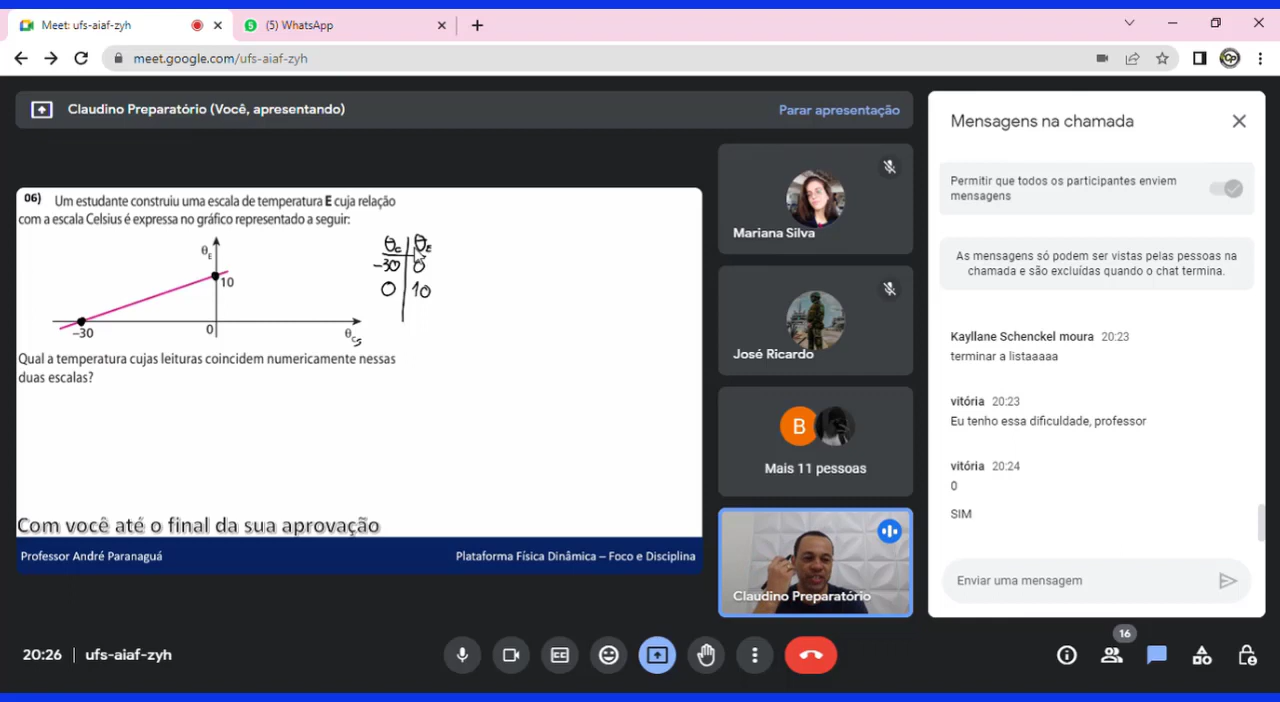 Meet: ufs-aiaf-zyh
(5) WhatsApp
meet.google.com/ufs-aiaf-zyh
Claudino Preparatório (Você, apresentando)
Parar apresentação
06) Um estudante construiu uma escala de temperatura E cuja relação
com a escala Celsius é expressa no gráfico representado a seguir:
θE
10
-30
0
θC
θC θE
-30 0
0 10
Qual a temperatura cujas leituras coincidem numericamente nessas
duas escalas?
Com você até o final da sua aprovação
Professor André Paranaguá
Plataforma Física Dinâmica – Foco e Disciplina
Mariana Silva
José Ricardo
B
Mais 11 pessoas
Claudino Preparatório
Mensagens na chamada
Permitir que todos os participantes enviem
mensagens
As mensagens só podem ser vistas pelas pessoas na
chamada e são excluídas quando o chat termina.
Kayllane Schenckel moura 20:23
terminar a listaaaaa
vitória 20:23
Eu tenho essa dificuldade, professor
vitória 20:24
0
SIM
Enviar uma mensagem
20:26 | ufs-aiaf-zyh
16